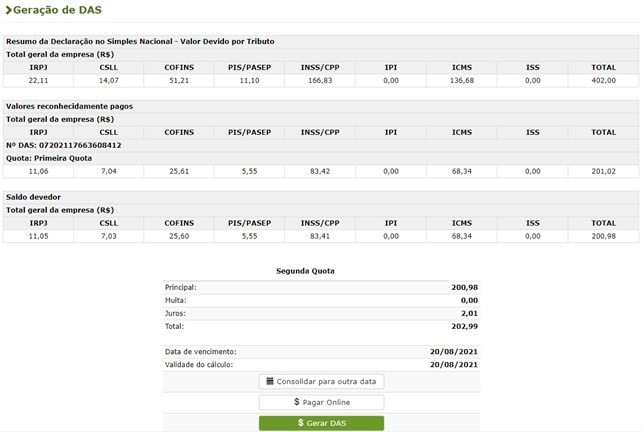 Geração de DAS
Resumo da Declaração no Simples Nacional - Valor Devido por Tributo
Total geral da empresa (R$)
IRPJ CSLL COFINS PIS/PASEP INSS/CPP IPI ICMS ISS TOTAL
22,11 14,07 51,21 11,10 166,83 0,00 136,68 0,00 402,00
Valores reconhecidamente pagos
Total geral da empresa (R$)
IRPJ CSLL COFINS PIS/PASEP INSS/CPP IPI ICMS ISS TOTAL
Nº DAS: 07202117663608412
Quota: Primeira Quota
11,06 7,04 25,61 5,55 83,42 0,00 68,34 0,00 201,02
Saldo devedor
Total geral da empresa (R$)
IRPJ CSLL COFINS PIS/PASEP INSS/CPP IPI ICMS ISS TOTAL
11,05 7,03 25,60 5,55 83,41 0,00 68,34 0,00 200,98
Segunda Quota
Principal: 200,98
Multa: 0,00
Juros: 2,01
Total: 202,99
Data de vencimento: 20/08/2021
Validade do cálculo: 20/08/2021
Consolidar para outra data
$ Pagar Online
$ Gerar DAS